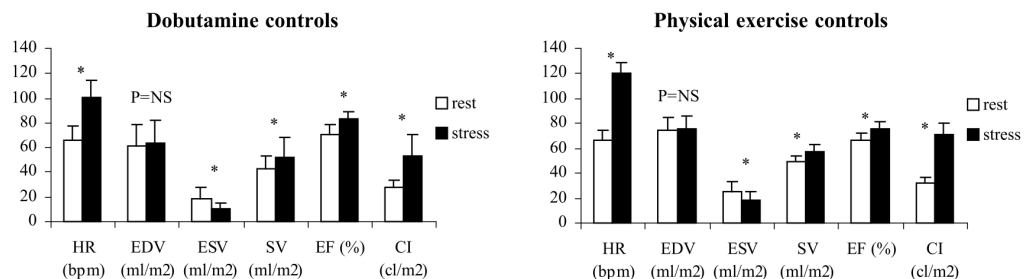 Dobutamine controls
140
120
100
80
60
40
20
0
*
P=NS
*
*
*
*
rest
stress
HR EDV ESV SV EF (%) CI
(bpm) (ml/m2) (ml/m2) (ml/m2) (cl/m2)
Physical exercise controls
140
120
100
80
60
40
20
0
*
P=NS
*
*
*
*
rest
stress
HR EDV ESV SV EF (%) CI
(bpm) (ml/m2) (ml/m2) (ml/m2) (cl/m2)